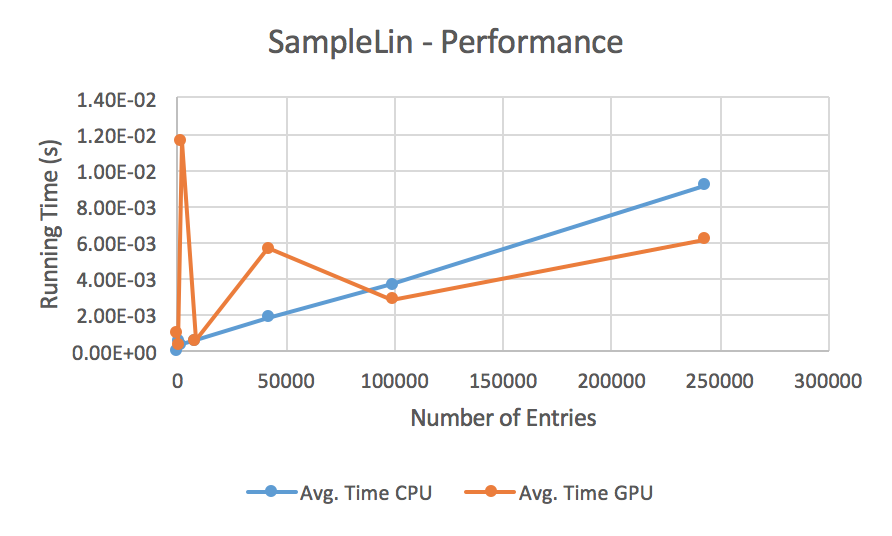 SampleLin - Performance
Running Time (s)
1.40E-02
1.20E-02
1.00E-02
8.00E-03
6.00E-03
4.00E-03
2.00E-03
0.00E+00
0 50000 100000 150000 200000 250000 300000
Number of Entries
Avg. Time CPU Avg. Time GPU